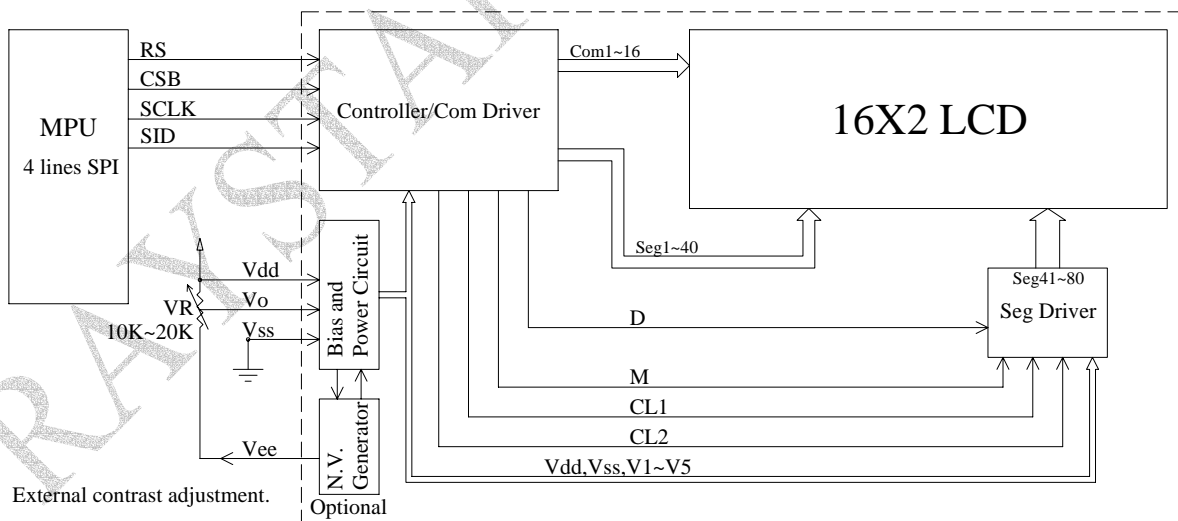 RS
CSB
SCLK
SID
MPU
4 lines SPI
Controller/Com Driver
Com1~16
16X2 LCD
Seg1~40
Seg41~80
Seg Driver
Vdd
Vo
Vss
VR
10K~20K
Bias and
Power Circuit
D
M
CL1
CL2
Vdd,Vss,V1~V5
Vee
N.V.
Generator
Optional
External contrast adjustment.
RAYSTAR